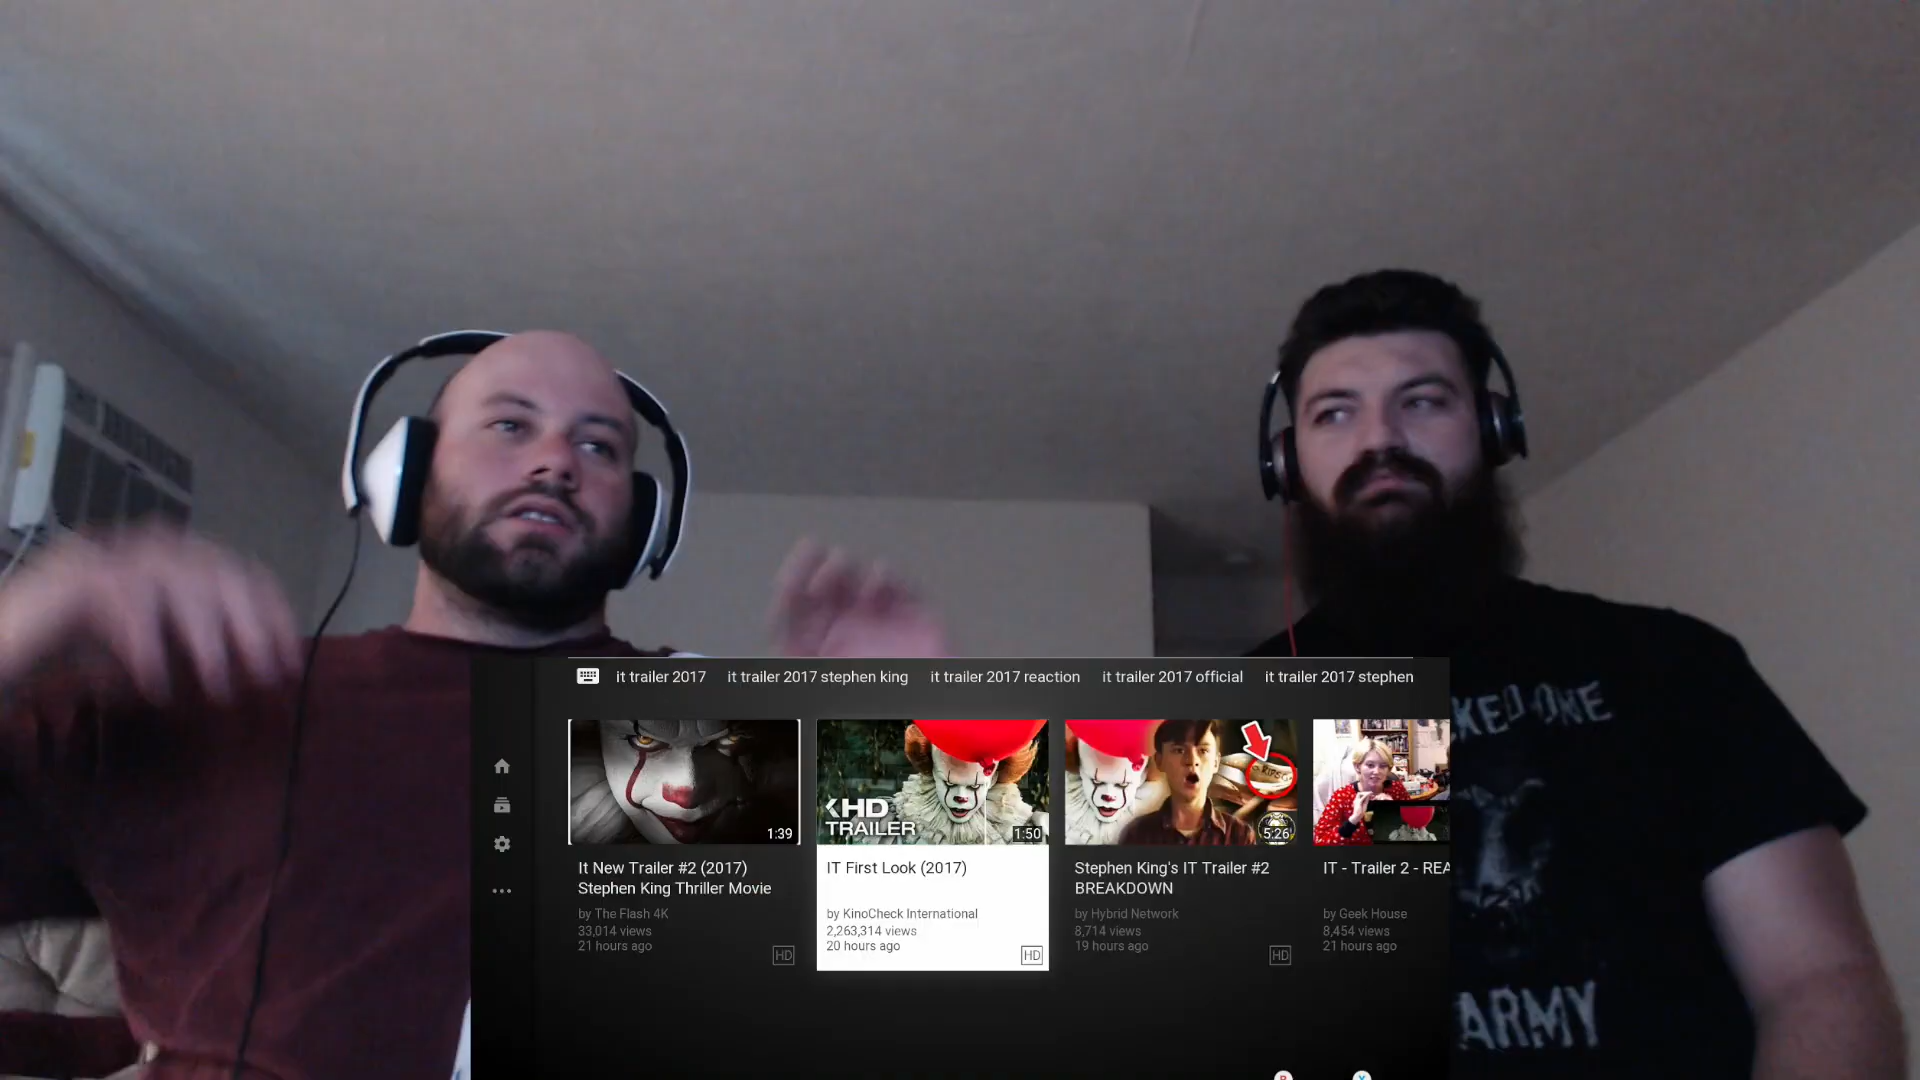 it trailer 2017 it trailer 2017 stephen king it trailer 2017 reaction it trailer 2017 official it trailer 2017 stephen
1:39
KHD
TRAILER
1:50
5:26
It New Trailer #2 (2017)
Stephen King Thriller Movie
by The Flash 4K
33,014 views
21 hours ago
HD
IT First Look (2017)
by KinoCheck International
2,263,314 views
20 hours ago
HD
Stephen King's IT Trailer #2
BREAKDOWN
by Hybrid Network
8,714 views
19 hours ago
HD
IT - Trailer 2 - REA
by Geek House
8,454 views
21 hours ago
KED ONE
ARMY